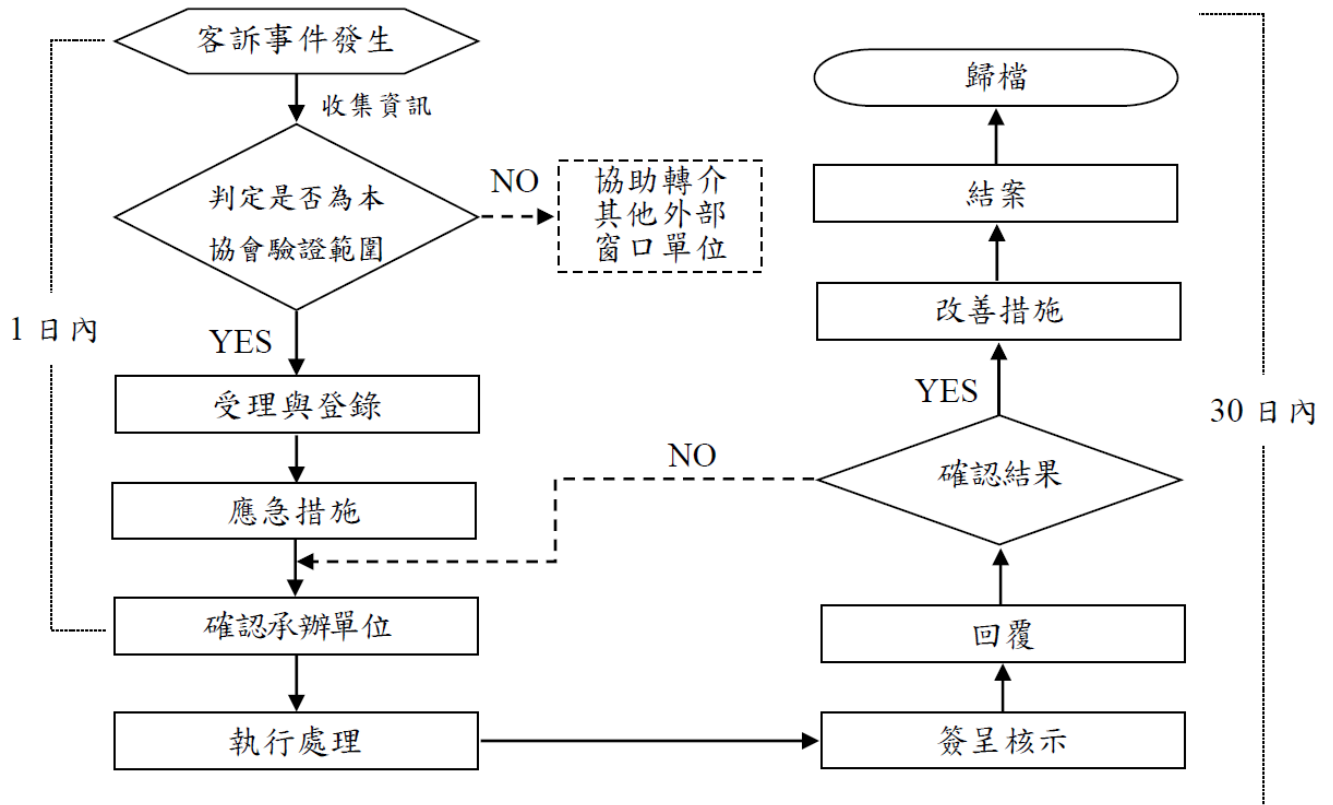 客訴事件發生
收集資訊
判定是否為本
協會驗證範圍
NO
協助轉介
其他外部
窗口單位
YES
受理與登錄
應急措施
確認承辦單位
執行處理
1 日內
簽呈核示
回覆
確認結果
NO
YES
改善措施
結案
歸檔
30 日內